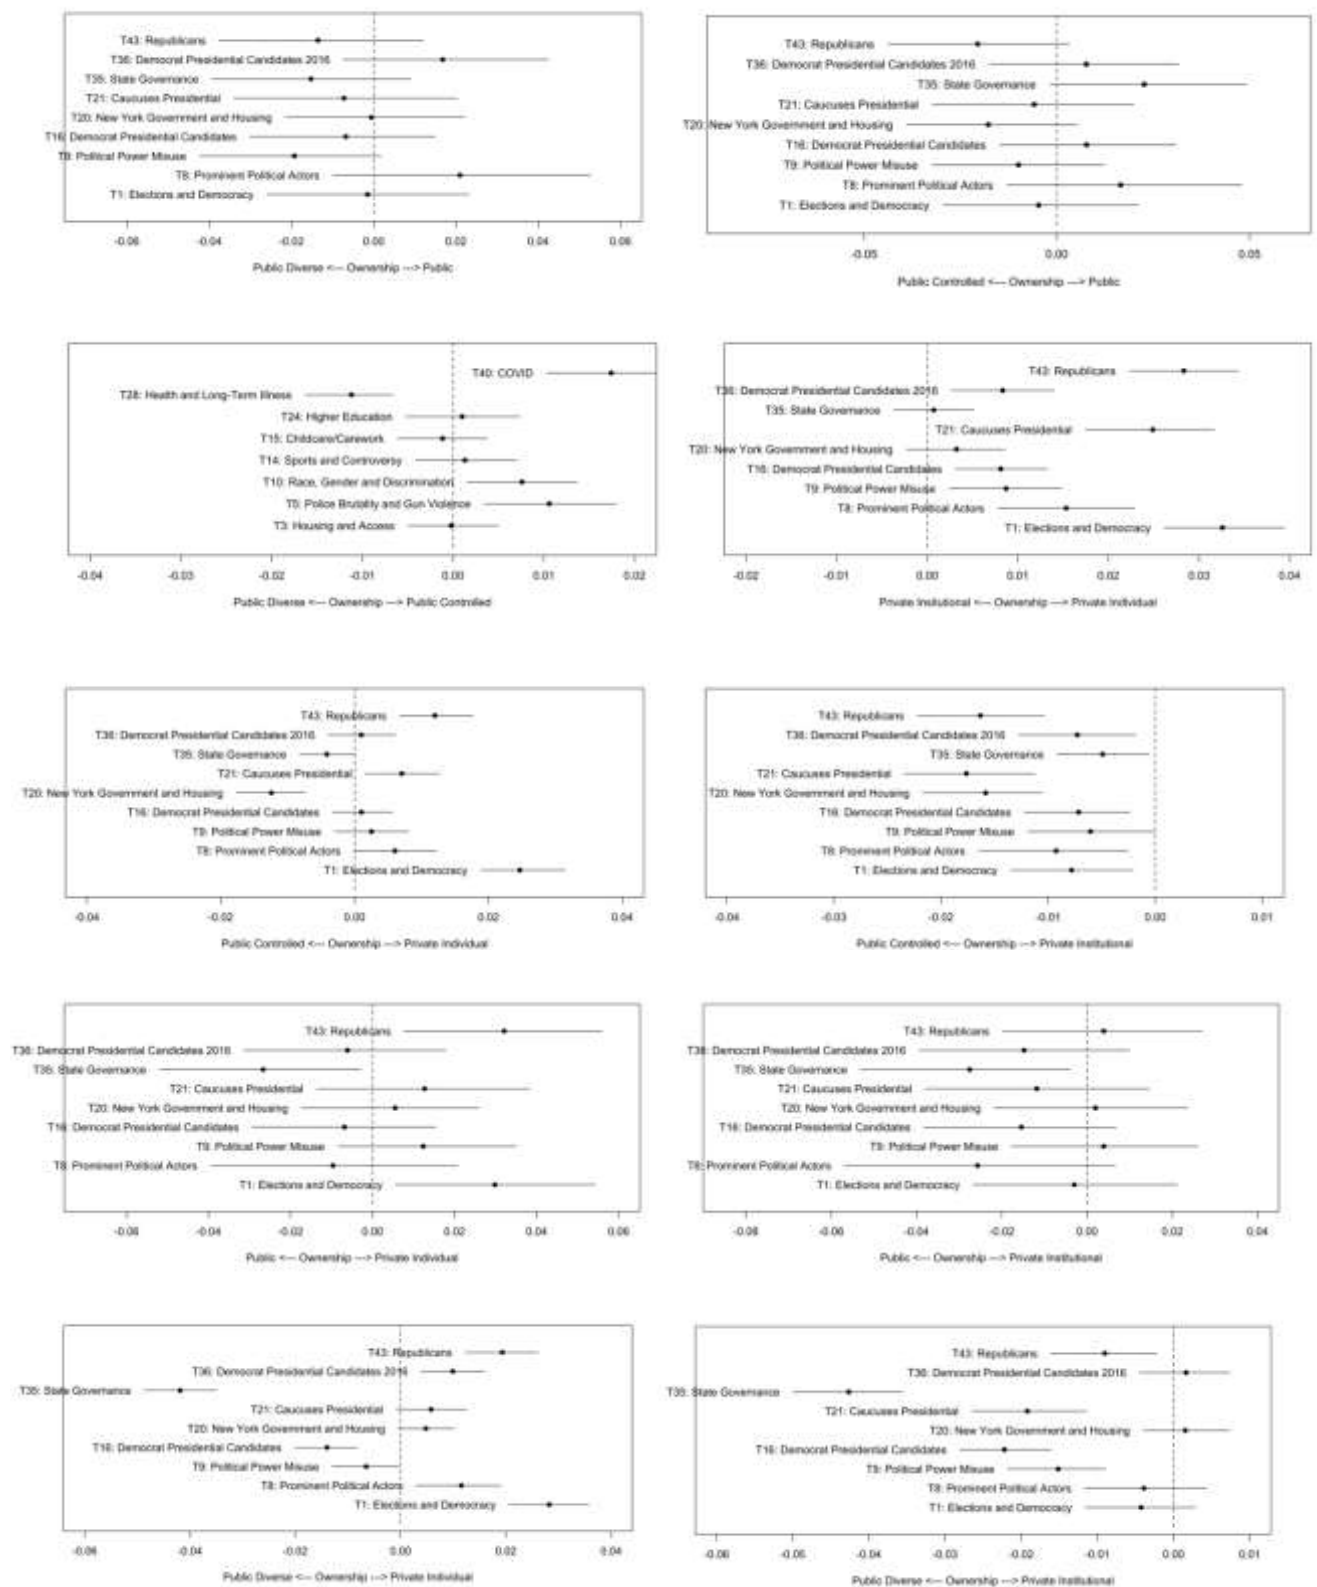 T43: Republicans
T36: Democrat Presidential Candidates 2016
T35: State Governance
T21: Caucuses Presidential
T20: New York Government and Housing
T16: Democrat Presidential Candidates
T9: Political Power Misuse
T8: Prominent Political Actors
T1: Elections and Democracy
-0.06 -0.04 -0.02 0.00 0.02 0.04 0.06
Public Diverse <--- Ownership ---> Public
T43: Republicans
T36: Democrat Presidential Candidates 2016
T35: State Governance
T21: Caucuses Presidential
T20: New York Government and Housing
T16: Democrat Presidential Candidates
T9: Political Power Misuse
T8: Prominent Political Actors
T1: Elections and Democracy
-0.05 0.00 0.05
Public Controlled <--- Ownership ---> Public
T40: COVID
T28: Health and Long-Term Illness
T24: Higher Education
T15: Childcare/Carework
T14: Sports and Controversy
T10: Race, Gender and Discrimination
T5: Police Brutality and Gun Violence
T3: Housing and Access
-0.04 -0.03 -0.02 -0.01 0.00 0.01 0.02
Public Diverse <--- Ownership ---> Public Controlled
T43: Republicans
T36: Democrat Presidential Candidates 2016
T35: State Governance
T21: Caucuses Presidential
T20: New York Government and Housing
T16: Democrat Presidential Candidates
T9: Political Power Misuse
T8: Prominent Political Actors
T1: Elections and Democracy
-0.02 -0.01 0.00 0.01 0.02 0.03 0.04
Private Insitutional <--- Ownership ---> Private Individual
T43: Republicans
T36: Democrat Presidential Candidates 2016
T35: State Governance
T21: Caucuses Presidential
T20: New York Government and Housing
T16: Democrat Presidential Candidates
T9: Political Power Misuse
T8: Prominent Political Actors
T1: Elections and Democracy
-0.04 -0.02 0.00 0.02 0.04
Public Controlled <--- Ownership ---> Private Individual
T43: Republicans
T36: Democrat Presidential Candidates 2016
T35: State Governance
T21: Caucuses Presidential
T20: New York Government and Housing
T16: Democrat Presidential Candidates
T9: Political Power Misuse
T8: Prominent Political Actors
T1: Elections and Democracy
-0.04 -0.03 -0.02 -0.01 0.00 0.01
Public Controlled <--- Ownership ---> Private Institutional
T43: Republicans
T36: Democrat Presidential Candidates 2016
T35: State Governance
T21: Caucuses Presidential
T20: New York Government and Housing
T16: Democrat Presidential Candidates
T9: Political Power Misuse
T8: Prominent Political Actors
T1: Elections and Democracy
-0.06 -0.04 -0.02 0.00 0.02 0.04 0.06
Public <--- Ownership ---> Private Individual
T43: Republicans
T36: Democrat Presidential Candidates 2016
T35: State Governance
T21: Caucuses Presidential
T20: New York Government and Housing
T16: Democrat Presidential Candidates
T9: Political Power Misuse
T8: Prominent Political Actors
T1: Elections and Democracy
-0.08 -0.06 -0.04 -0.02 0.00 0.02 0.04
Public <--- Ownership ---> Private Institutional
T43: Republicans
T36: Democrat Presidential Candidates 2016
T35: State Governance
T21: Caucuses Presidential
T20: New York Government and Housing
T16: Democrat Presidential Candidates
T9: Political Power Misuse
T8: Prominent Political Actors
T1: Elections and Democracy
-0.06 -0.04 -0.02 0.00 0.02 0.04
Public Diverse <--- Ownership ---> Private Individual
T43: Republicans
T36: Democrat Presidential Candidates 2016
T35: State Governance
T21: Caucuses Presidential
T20: New York Government and Housing
T16: Democrat Presidential Candidates
T9: Political Power Misuse
T8: Prominent Political Actors
T1: Elections and Democracy
-0.06 -0.05 -0.04 -0.03 -0.02 -0.01 0.00 0.01
Public Diverse <--- Ownership ---> Private Institutional